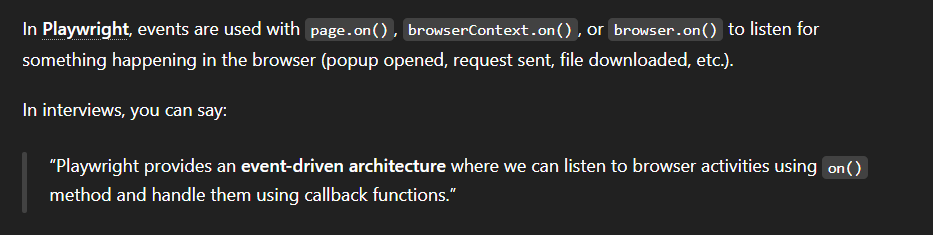 In Playwright, events are used with page.on(), browserContext.on(), or browser.on() to listen for
something happening in the browser (popup opened, request sent, file downloaded, etc.).
In interviews, you can say:
“Playwright provides an event-driven architecture where we can listen to browser activities using on()
method and handle them using callback functions.”